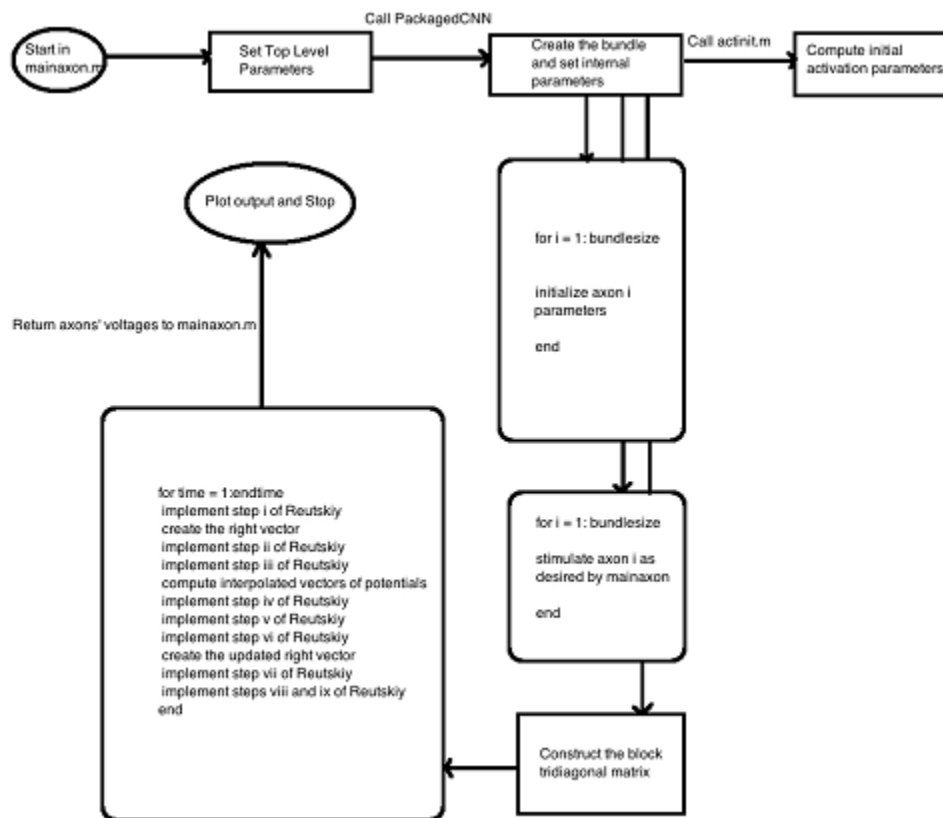 Start in
mainaxon.m
Set Top Level
Parameters
Call PackagedCNN
Create the bundle
and set internal
parameters
Call actinit.m
Compute initial
activation parameters
for i = 1: bundlesize
initialize axon i
parameters
end
for i = 1: bundlesize
stimulate axon i as
desired by mainaxon
end
Construct the block
tridiagonal matrix
for time = 1:endtime
implement step i of Reutskiy
create the right vector
implement step ii of Reutskiy
implement step iii of Reutskiy
compute interpolated vectors of potentials
implement step iv of Reutskiy
implement step v of Reutskiy
implement step vi of Reutskiy
create the updated right vector
implement step vii of Reutskiy
implement steps viii and ix of Reutskiy
end
Return axons' voltages to mainaxon.m
Plot output and Stop